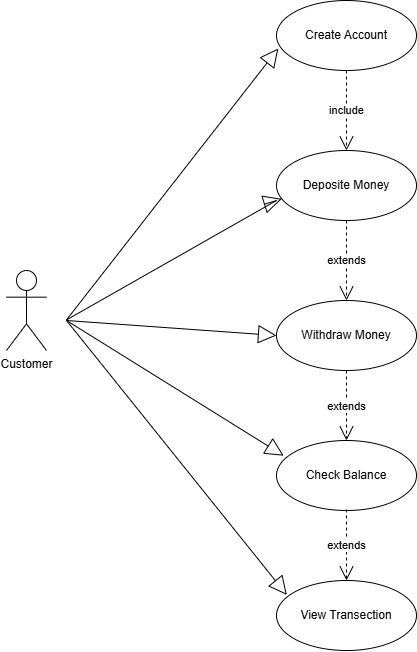 Create Account
include
Deposite Money
extends
Withdraw Money
Customer
extends
Check Balance
extends
View Transection